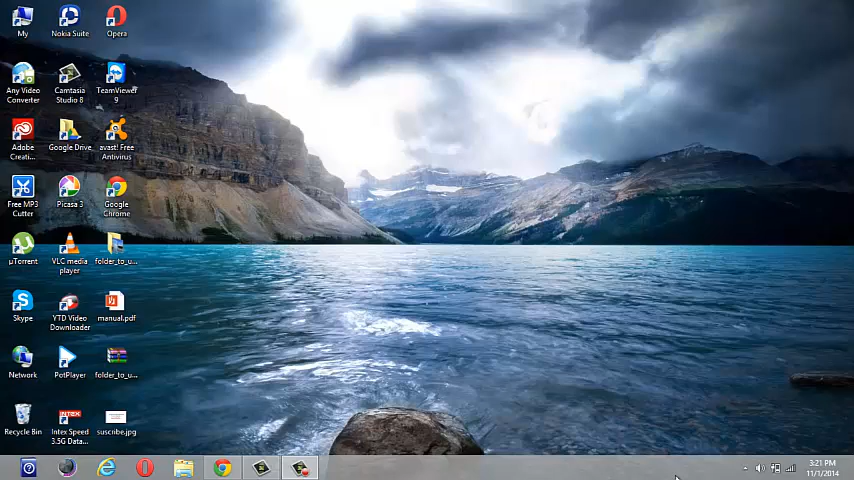 My
Nokia Suite
Opera
Any Video
Converter
Camtasia
Studio 8
TeamViewer
9
Adobe
Creati...
Google Drive
avast! Free
Antivirus
Free MP3
Cutter
Picasa 3
Google
Chrome
µTorrent
VLC media
player
folder_to_u...
Skype
YTD Video
Downloader
manual.pdf
Network
PotPlayer
folder_to_u...
Recycle Bin
INTEX
Intex Speed
3.5G Data...
suscribe.jpg
3:21 PM
11/1/2014